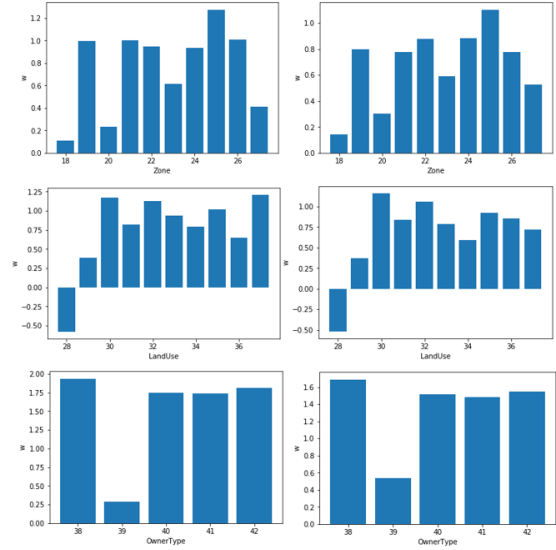 1.2
1.0
0.8
0.6
0.4
0.2
0.0
w
18 20 22 24 26
Zone
1.0
0.8
0.6
0.4
0.2
0.0
w
18 20 22 24 26
Zone
1.25
1.00
0.75
0.50
0.25
0.00
−0.25
−0.50
w
28 30 32 34 36
LandUse
1.00
0.75
0.50
0.25
0.00
−0.25
−0.50
w
28 30 32 34 36
LandUse
2.00
1.75
1.50
1.25
1.00
0.75
0.50
0.25
0.00
w
38 39 40 41 42
OwnerType
1.6
1.4
1.2
1.0
0.8
0.6
0.4
0.2
0.0
w
38 39 40 41 42
OwnerType